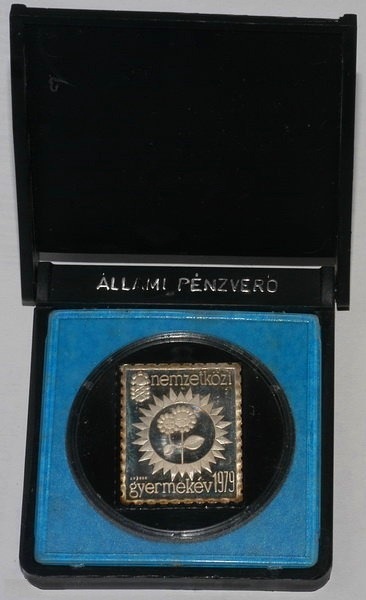 ÁLLAMI PÉNZVERŐ
nemzetközi
gyermekév 1979